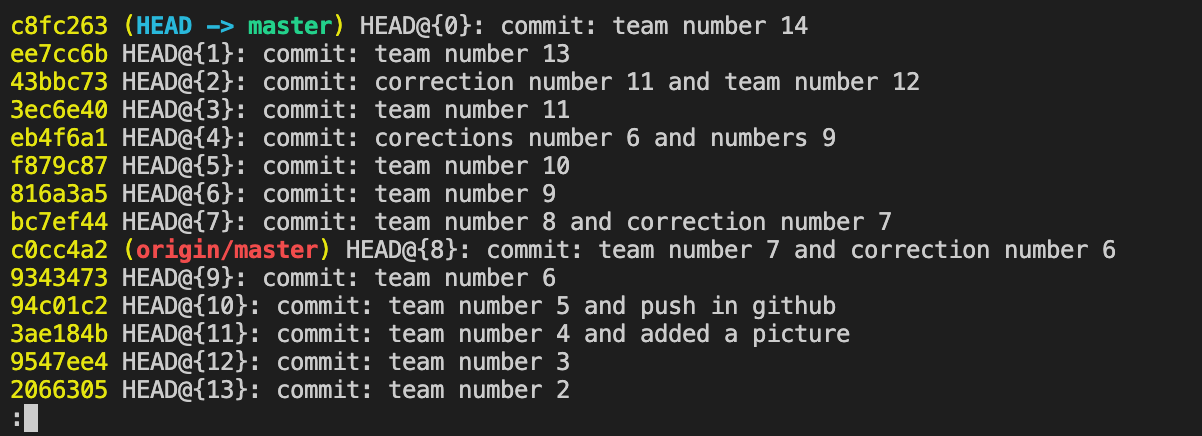 c8fc263 (HEAD -> master) HEAD@{0}: commit: team number 14
ee7cc6b HEAD@{1}: commit: team number 13
43bbc73 HEAD@{2}: commit: correction number 11 and team number 12
3ec6e40 HEAD@{3}: commit: team number 11
eb4f6a1 HEAD@{4}: commit: corections number 6 and numbers 9
f879c87 HEAD@{5}: commit: team number 10
816a3a5 HEAD@{6}: commit: team number 9
bc7ef44 HEAD@{7}: commit: team number 8 and correction number 7
c0cc4a2 (origin/master) HEAD@{8}: commit: team number 7 and correction number 6
9343473 HEAD@{9}: commit: team number 6
94c01c2 HEAD@{10}: commit: team number 5 and push in github
3ae184b HEAD@{11}: commit: team number 4 and added a picture
9547ee4 HEAD@{12}: commit: team number 3
2066305 HEAD@{13}: commit: team number 2
: